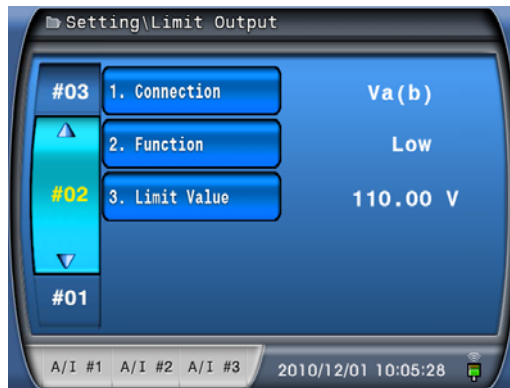 Setting\Limit Output
#03
1. Connection Va(b)
2. Function Low
#02 3. Limit Value 110.00 V
#01
A/I #1 A/I #2 A/I #3 2010/12/01 10:05:28